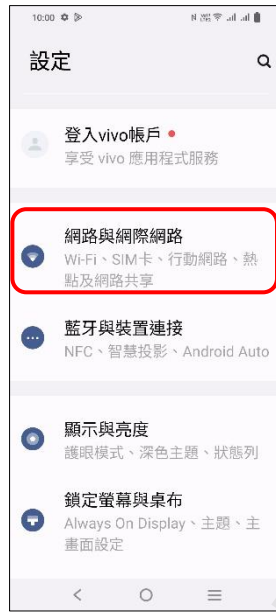 10:00
設定
登入vivo帳戶
享受 vivo 應用程式服務
網路與網際網路
Wi-Fi、SIM卡、行動網路、熱
點及網路共享
藍牙與裝置連接
NFC、智慧投影、Android Auto
顯示與亮度
護眼模式、深色主題、狀態列
鎖定螢幕與桌布
Always On Display、主題、主
畫面設定